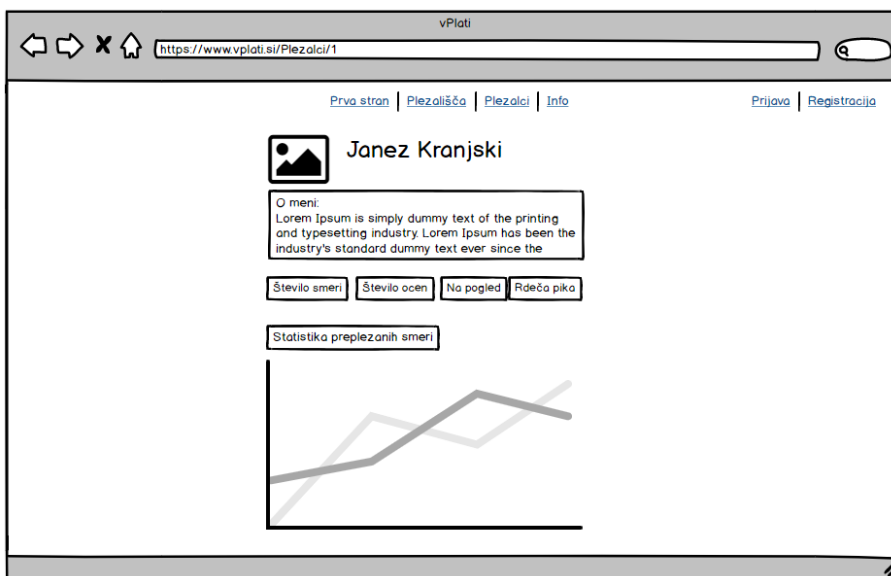 vPlati
https://www.vplati.si/Plezalci/1
Prva stran Plezališča Plezalci Info Prijava Registracija
Janez Kranjski
O meni:
Lorem Ipsum is simply dummy text of the printing
and typesetting industry. Lorem Ipsum has been the
industry's standard dummy text ever since the
Število smeri Število ocen Na pogled Rdeča pika
Statistika preplezanih smeri